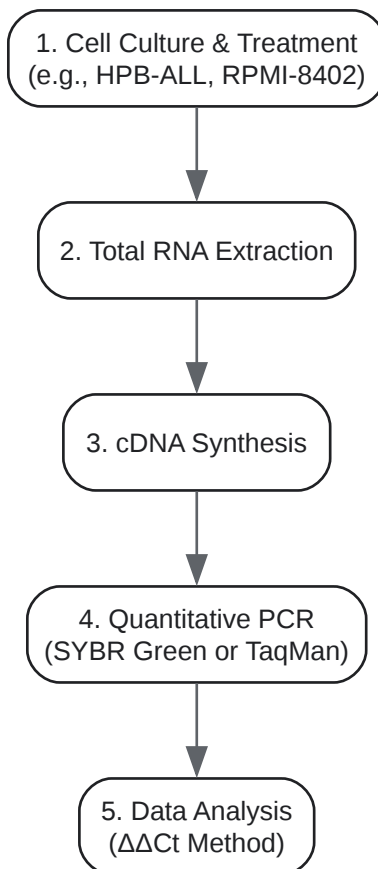 1. Cell Culture & Treatment
(e.g., HPB-ALL, RPMI-8402)
2. Total RNA Extraction
3. cDNA Synthesis
4. Quantitative PCR
(SYBR Green or TaqMan)
5. Data Analysis
(ΔΔCt Method)